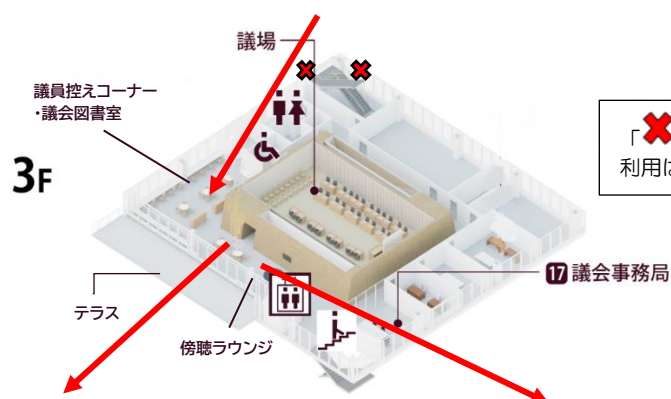 議場
議員控えコーナー
・議会図書室
3F
「✖
利用は
17 議会事務局
テラス
傍聴ラウンジ